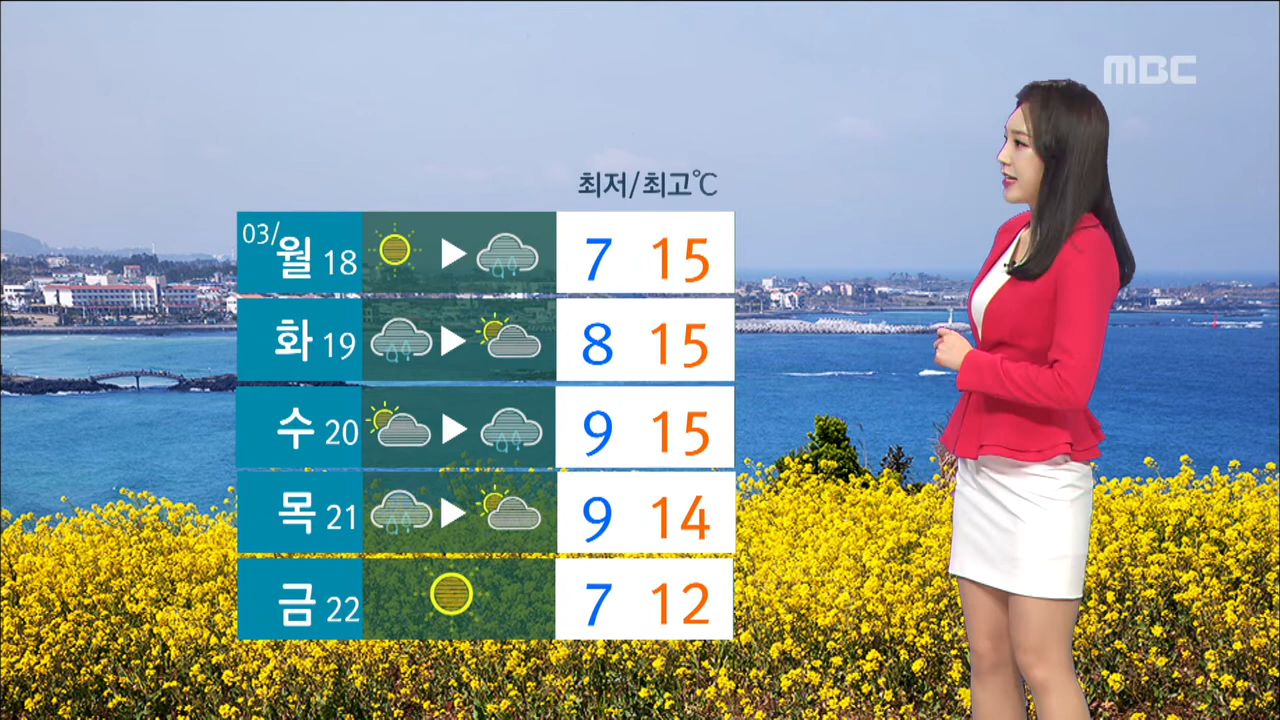 MBC
최저/최고℃
03/월 18 7 15
화 19 8 15
수 20 9 15
목 21 9 14
금 22 7 12